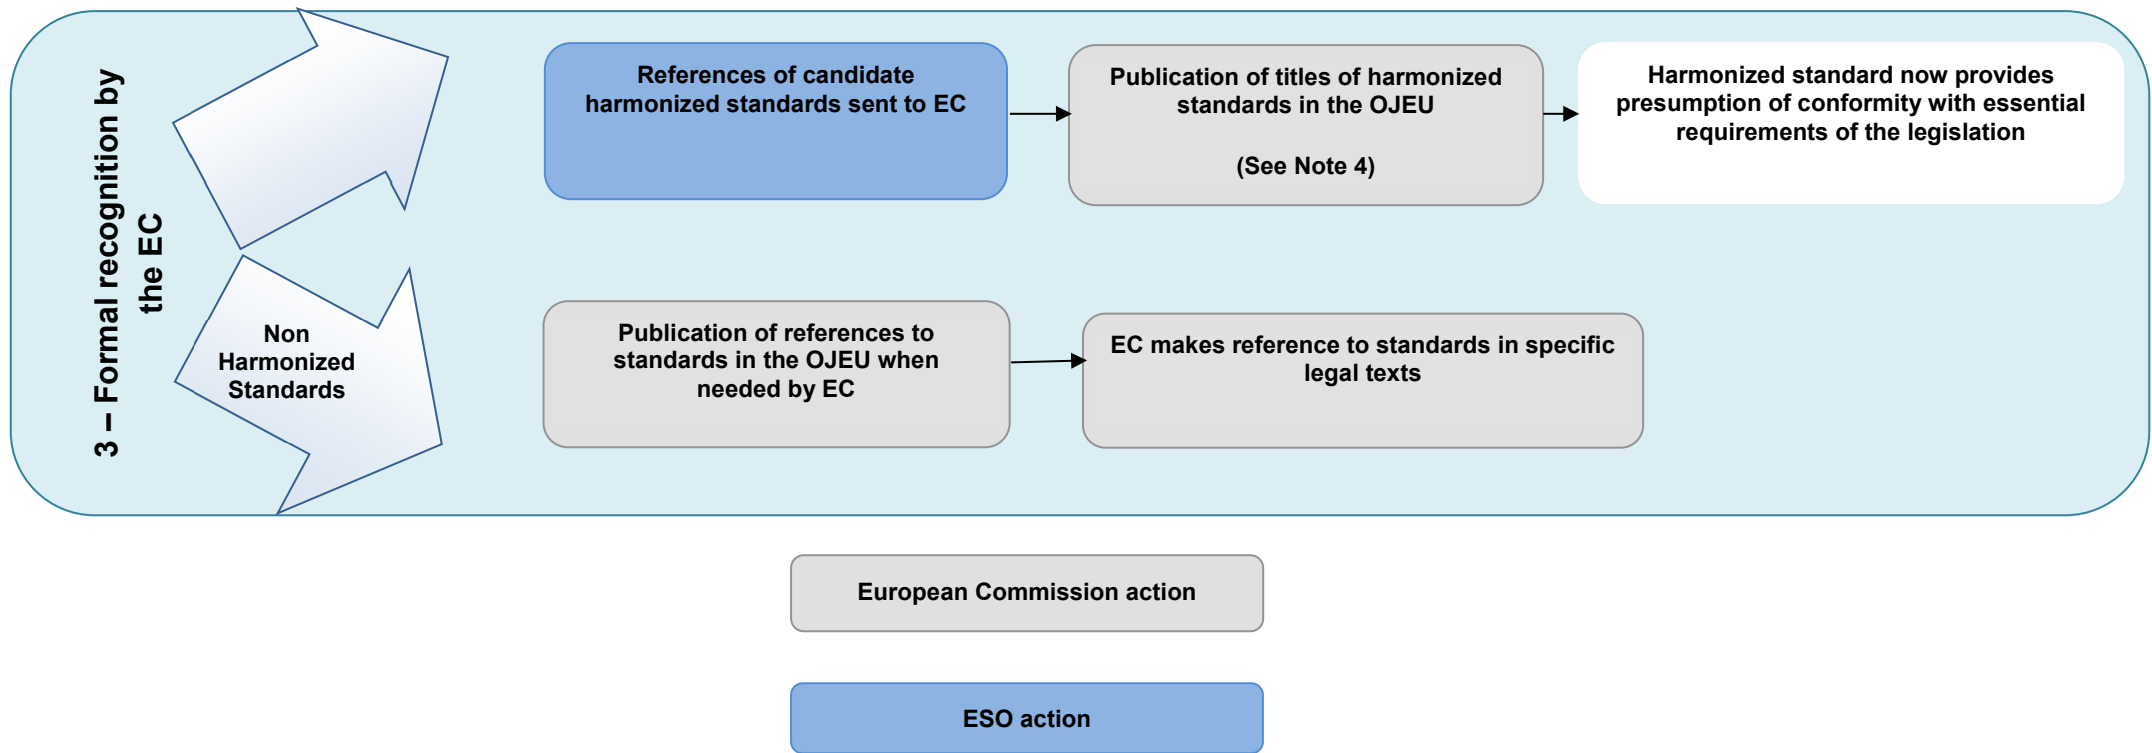 3 – Formal recognition by
the EC
References of candidate
harmonized standards sent to EC
Publication of titles of harmonized
standards in the OJEU
(See Note 4)
Harmonized standard now provides
presumption of conformity with essential
requirements of the legislation
Non
Harmonized
Standards
Publication of references to
standards in the OJEU when
needed by EC
EC makes reference to standards in specific
legal texts
European Commission action
ESO action